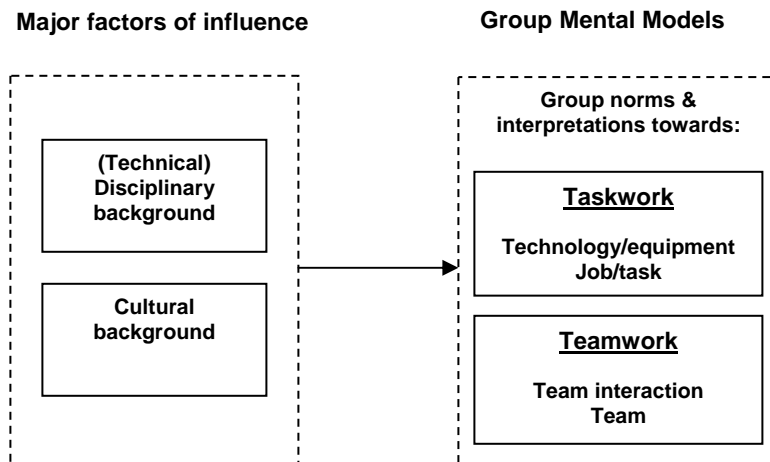 Major factors of influence
(Technical)
Disciplinary
background
Cultural
background
Group Mental Models
Group norms &
interpretations towards:
Taskwork
Technology/equipment
Job/task
Teamwork
Team interaction
Team